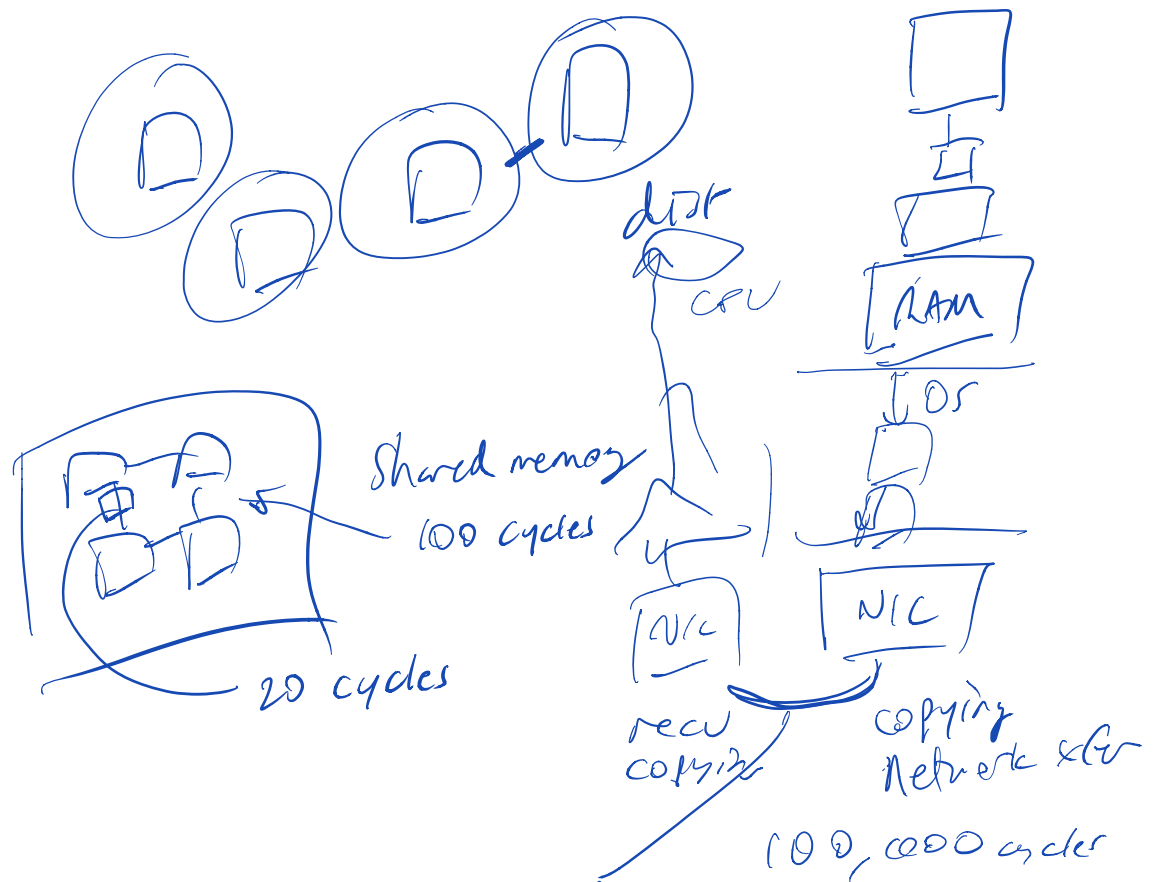 dist
CPU
RAM
OS
Shared memory
100 cycles
NIC
NIC
20 cycles
recv
copying
copying
Network xfer
100,000 cycles